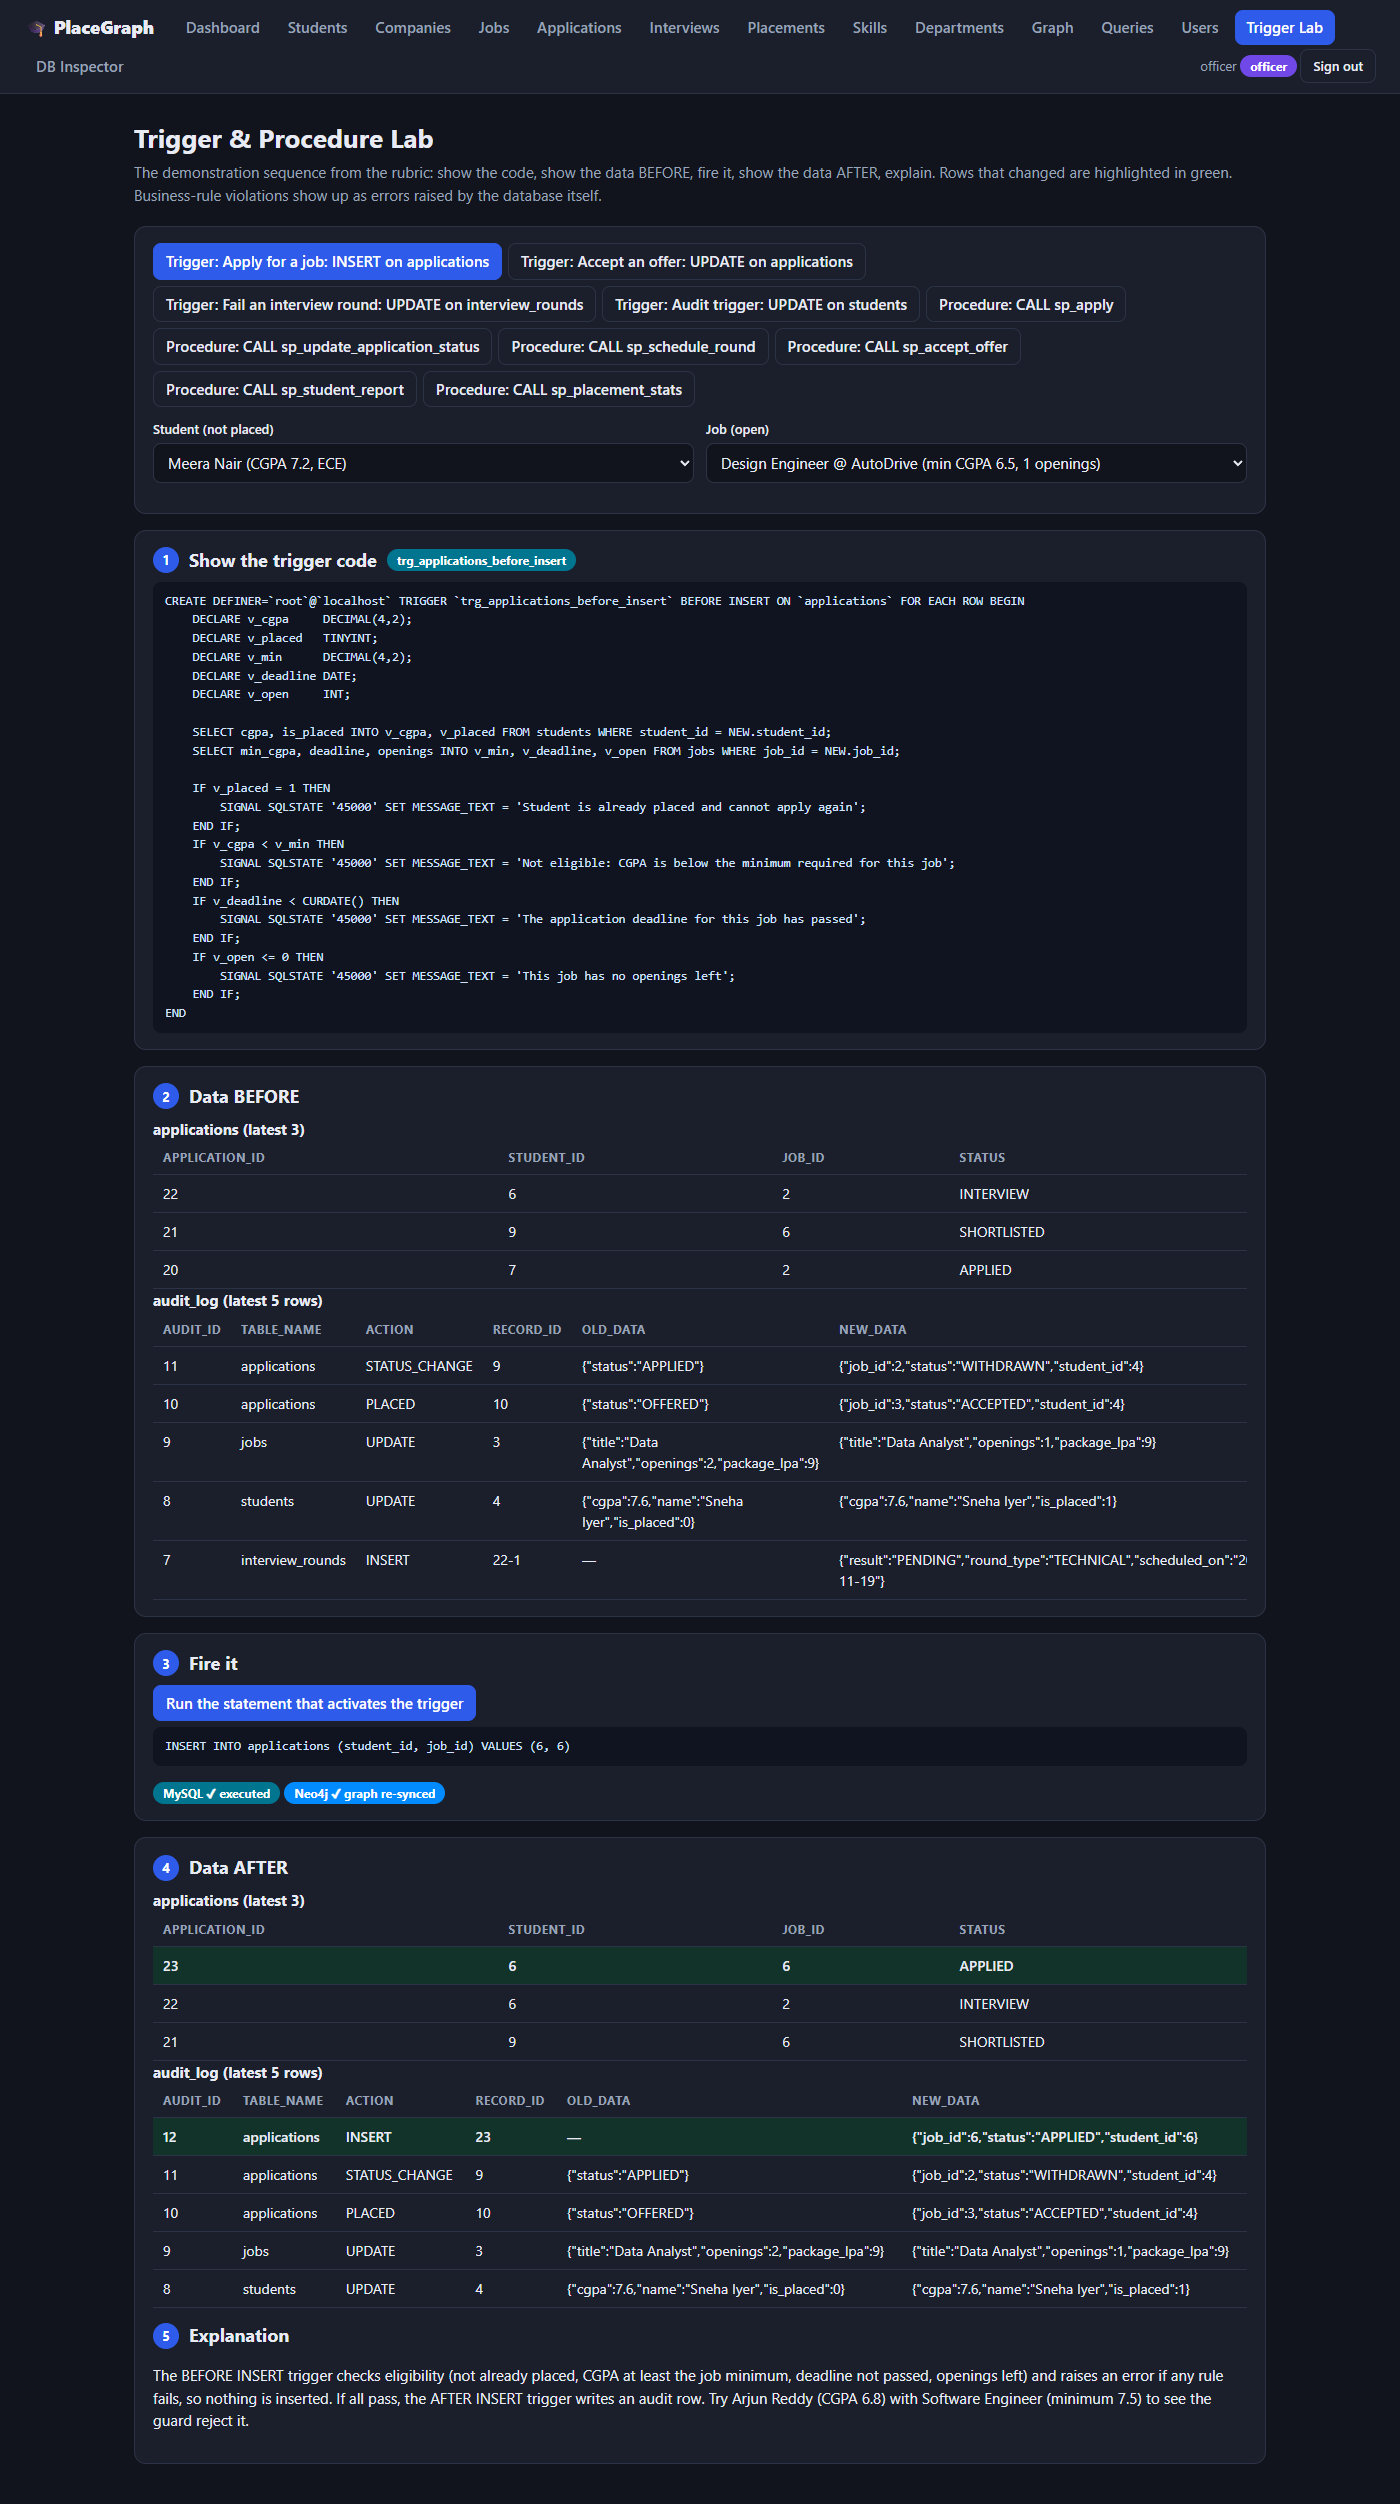 PlaceGraph Dashboard Students Companies Jobs Applications Interviews Placements Skills Departments Graph Queries Users Trigger Lab
DB Inspector officer officer Sign out
Trigger & Procedure Lab
The demonstration sequence from the rubric: show the code, show the data BEFORE, fire it, show the data AFTER, explain. Rows that changed are highlighted in green.
Business-rule violations show up as errors raised by the database itself.
Trigger: Apply for a job: INSERT on applications Trigger: Accept an offer: UPDATE on applications
Trigger: Fail an interview round: UPDATE on interview_rounds Trigger: Audit trigger: UPDATE on students Procedure: CALL sp_apply
Procedure: CALL sp_update_application_status Procedure: CALL sp_schedule_round Procedure: CALL sp_accept_offer
Procedure: CALL sp_student_report Procedure: CALL sp_placement_stats
Student (not placed) Job (open)
Meera Nair (CGPA 7.2, ECE) Design Engineer @ AutoDrive (min CGPA 6.5, 1 openings)
1 Show the trigger code trg_applications_before_insert
CREATE DEFINER=`root`@`localhost` TRIGGER `trg_applications_before_insert` BEFORE INSERT ON `applications` FOR EACH ROW BEGIN
    DECLARE v_cgpa     DECIMAL(4,2);
    DECLARE v_placed   TINYINT;
    DECLARE v_min      DECIMAL(4,2);
    DECLARE v_deadline DATE;
    DECLARE v_open     INT;
    SELECT cgpa, is_placed INTO v_cgpa, v_placed FROM students WHERE student_id = NEW.student_id;
    SELECT min_cgpa, deadline, openings INTO v_min, v_deadline, v_open FROM jobs WHERE job_id = NEW.job_id;
    IF v_placed = 1 THEN
        SIGNAL SQLSTATE '45000' SET MESSAGE_TEXT = 'Student is already placed and cannot apply again';
    END IF;
    IF v_cgpa < v_min THEN
        SIGNAL SQLSTATE '45000' SET MESSAGE_TEXT = 'Not eligible: CGPA is below the minimum required for this job';
    END IF;
    IF v_deadline < CURDATE() THEN
        SIGNAL SQLSTATE '45000' SET MESSAGE_TEXT = 'The application deadline for this job has passed';
    END IF;
    IF v_open <= 0 THEN
        SIGNAL SQLSTATE '45000' SET MESSAGE_TEXT = 'This job has no openings left';
    END IF;
END
2 Data BEFORE
applications (latest 3)
APPLICATION_ID STUDENT_ID JOB_ID STATUS
22 6 2 INTERVIEW
21 9 6 SHORTLISTED
20 7 2 APPLIED
audit_log (latest 5 rows)
AUDIT_ID TABLE_NAME ACTION RECORD_ID OLD_DATA NEW_DATA
11 applications STATUS_CHANGE 9 {"status":"APPLIED"} {"job_id":2,"status":"WITHDRAWN","student_id":4}
10 applications PLACED 10 {"status":"OFFERED"} {"job_id":3,"status":"ACCEPTED","student_id":4}
9 jobs UPDATE 3 {"title":"Data {"title":"Data Analyst","openings":1,"package_lpa":9}
Analyst","openings":2,"package_lpa":9}
8 students UPDATE 4 {"cgpa":7.6,"name":"Sneha {"cgpa":7.6,"name":"Sneha Iyer","is_placed":1}
Iyer","is_placed":0}
7 interview_rounds INSERT 22-1 — {"result":"PENDING","round_type":"TECHNICAL","scheduled_on":"20
11-19"}
3 Fire it
Run the statement that activates the trigger
INSERT INTO applications (student_id, job_id) VALUES (6, 6)
MySQL ✓ executed Neo4j ✓ graph re-synced
4 Data AFTER
applications (latest 3)
APPLICATION_ID STUDENT_ID JOB_ID STATUS
23 6 6 APPLIED
22 6 2 INTERVIEW
21 9 6 SHORTLISTED
audit_log (latest 5 rows)
AUDIT_ID TABLE_NAME ACTION RECORD_ID OLD_DATA NEW_DATA
12 applications INSERT 23 — {"job_id":6,"status":"APPLIED","student_id":6}
11 applications STATUS_CHANGE 9 {"status":"APPLIED"} {"job_id":2,"status":"WITHDRAWN","student_id":4}
10 applications PLACED 10 {"status":"OFFERED"} {"job_id":3,"status":"ACCEPTED","student_id":4}
9 jobs UPDATE 3 {"title":"Data Analyst","openings":2,"package_lpa":9} {"title":"Data Analyst","openings":1,"package_lpa":9}
8 students UPDATE 4 {"cgpa":7.6,"name":"Sneha Iyer","is_placed":0} {"cgpa":7.6,"name":"Sneha Iyer","is_placed":1}
5 Explanation
The BEFORE INSERT trigger checks eligibility (not already placed, CGPA at least the job minimum, deadline not passed, openings left) and raises an error if any rule
fails, so nothing is inserted. If all pass, the AFTER INSERT trigger writes an audit row. Try Arjun Reddy (CGPA 6.8) with Software Engineer (minimum 7.5) to see the
guard reject it.